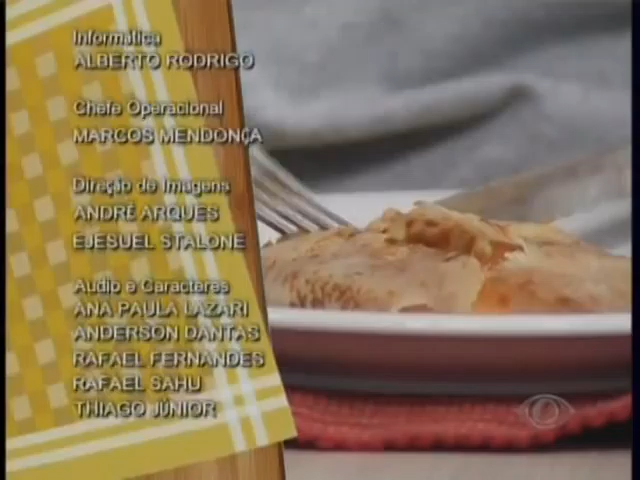 Informática
ALBERTO RODRIGO
Chefe Operacional
MARCOS MENDONÇA
Direção de Imagens
ANDRÉ ARQUES
EJESUEL STALONE
Audio e Caracteres
ANA PAULA LAZARI
ANDERSON DANTAS
RAFAEL FERNANDES
RAFAEL SAHU
THIAGO JÚNIOR